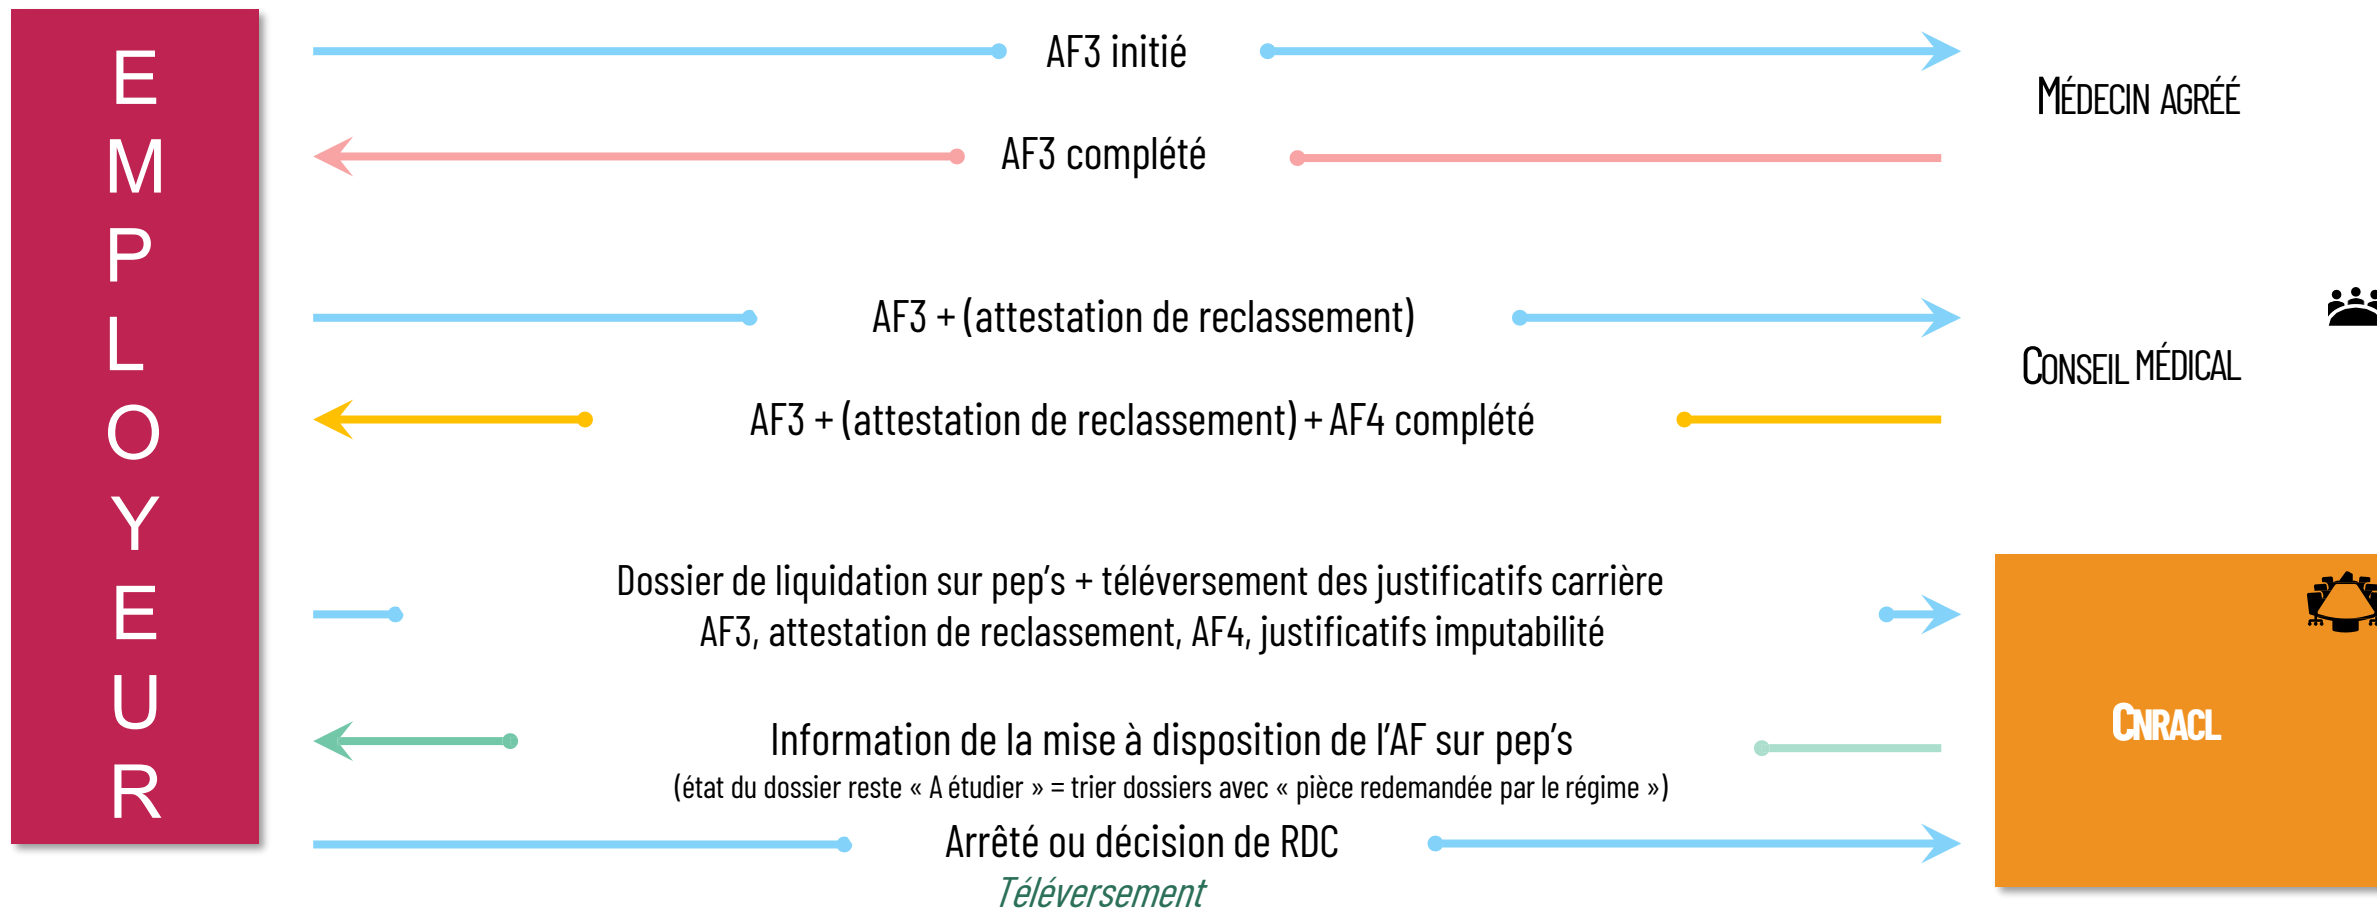 EMPLOYEUR
AF3 initié
MÉDECIN AGRÉÉ
AF3 complété
AF3 + (attestation de reclassement)
CONSEIL MÉDICAL
AF3 + (attestation de reclassement) + AF4 complété
Dossier de liquidation sur pep’s + téléversement des justificatifs carrière
AF3, attestation de reclassement, AF4, justificatifs imputabilité
CNRACL
Information de la mise à disposition de l’AF sur pep’s
(état du dossier reste « A étudier » = trier dossiers avec « pièce redemandée par le régime »)
Arrêté ou décision de RDC
Téléversement